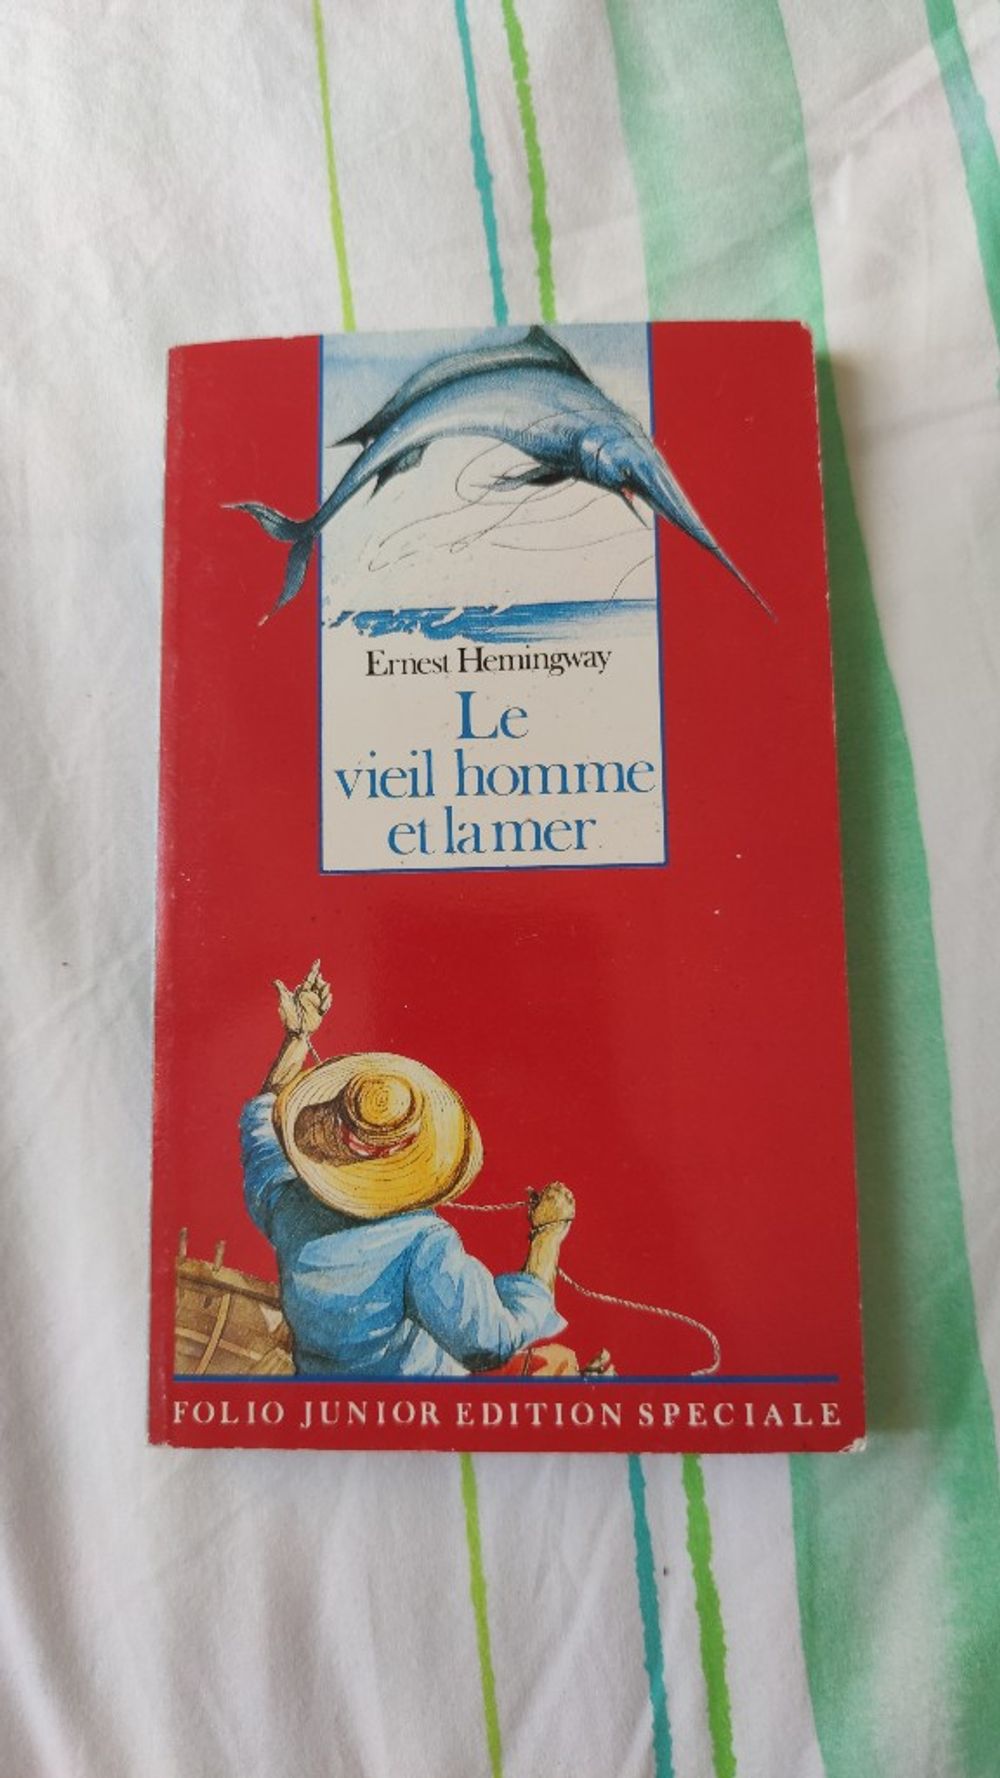 Ernest Hemingway
Le
vieil homme
et la mer
FOLIO JUNIOR EDITION SPECIALE